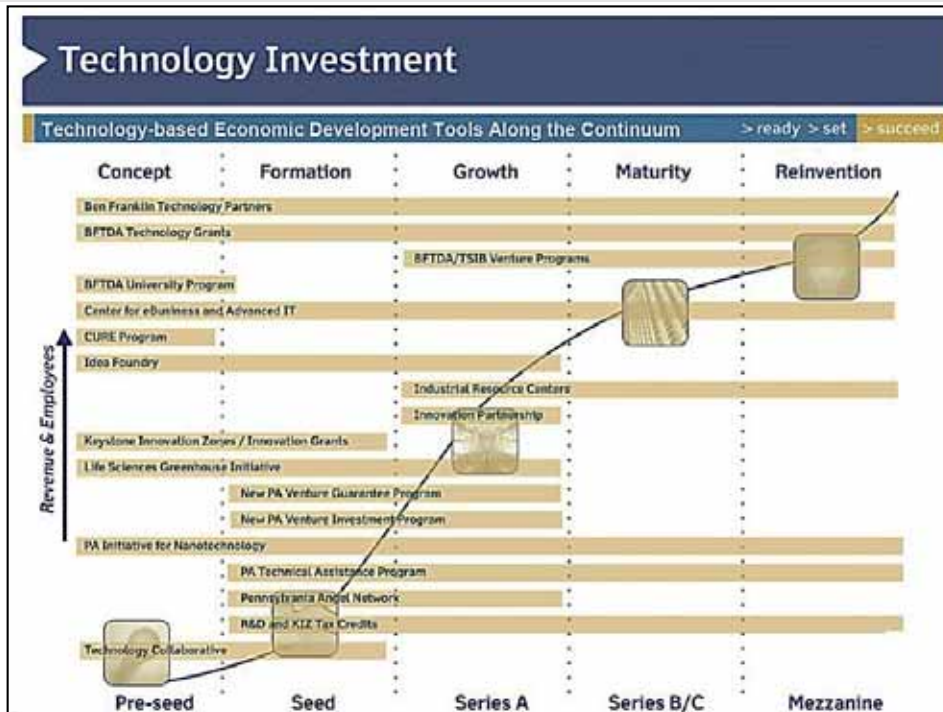 Technology Investment
Technology-based Economic Development Tools Along the Continuum > ready > set > succeed
Concept Formation Growth Maturity Reinvention
Ben Franklin Technology Partners
BFTDA Technology Grants
BFTDA/TSIB Venture Programs
BFTDA University Program
Center for eBusiness and Advanced IT
CURE Program
Idea Foundry
Industrial Resource Centers
Innovation Partnership
Keystone Innovation Zones / Innovation Grants
Life Sciences Greenhouse Initiative
New PA Venture Guarantee Program
New PA Venture Investment Program
PA Initiative for Nanotechnology
PA Technical Assistance Program
Pennsylvania Angel Network
R&D and KIZ Tax Credits
Technology Collaborative
Revenue & Employees
Pre-seed Seed Series A Series B/C Mezzanine